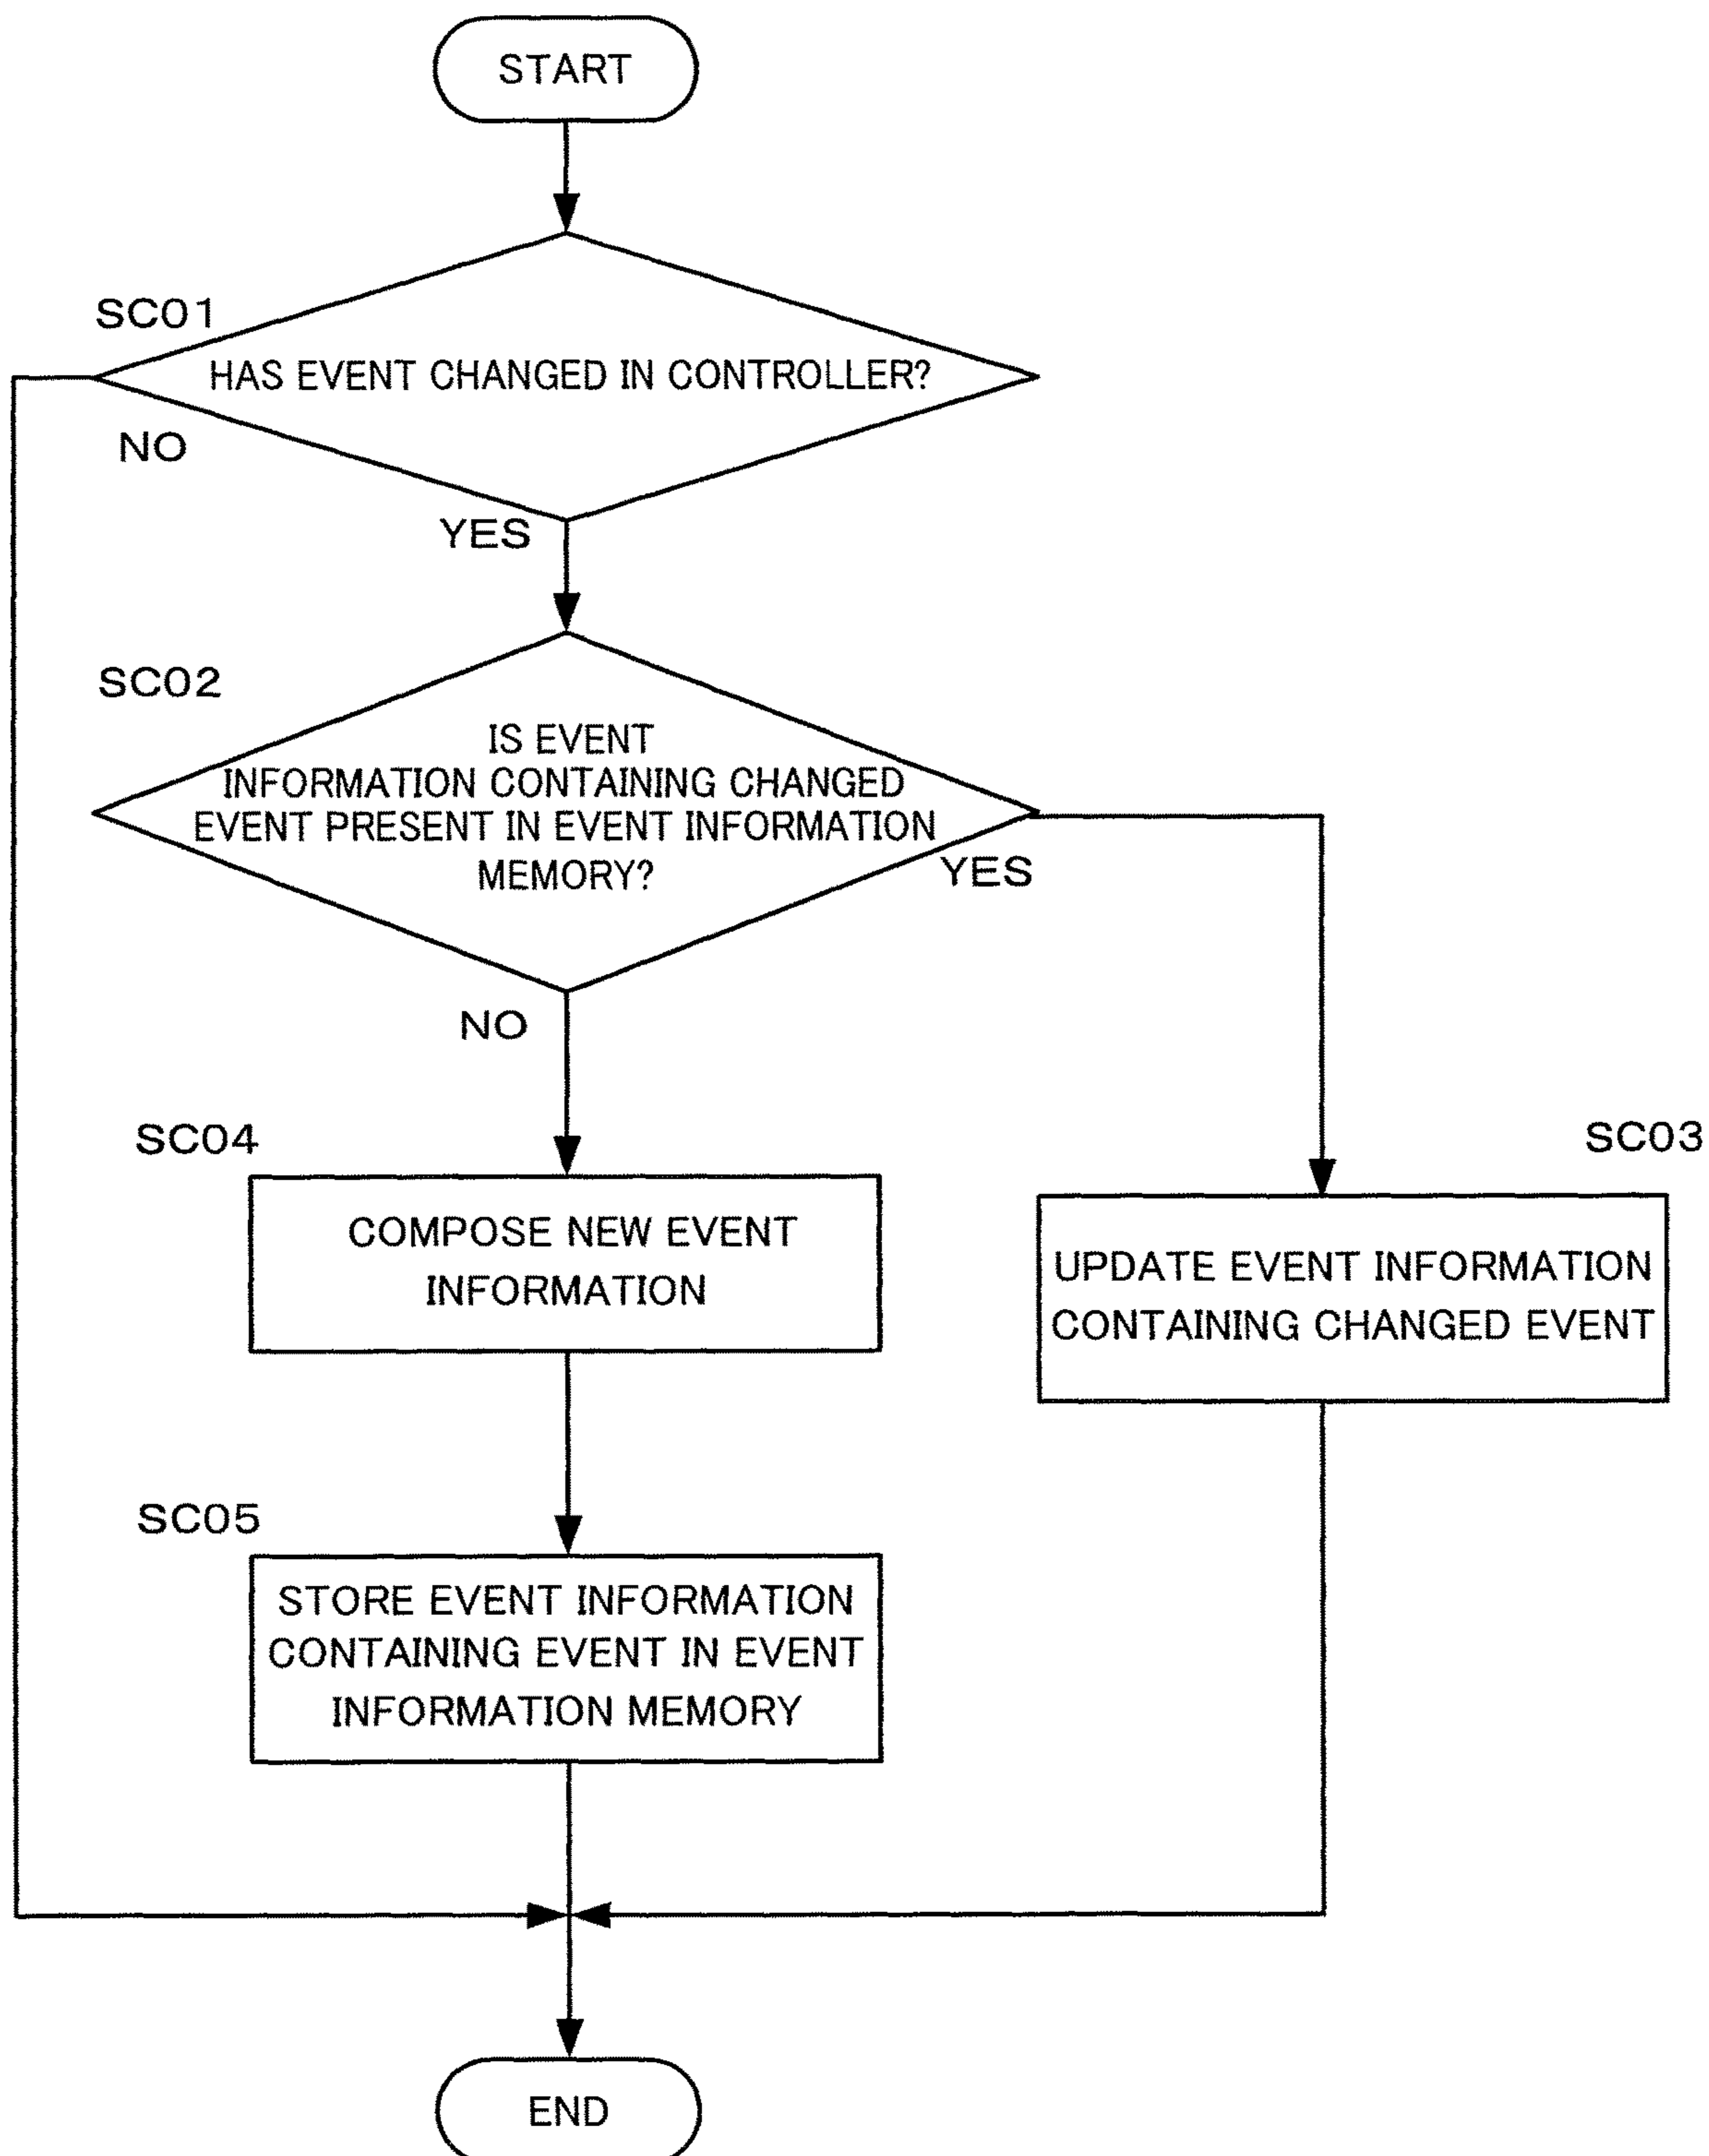 START
SC01
HAS EVENT CHANGED IN CONTROLLER?
NO
YES
SC02
IS EVENT
INFORMATION CONTAINING CHANGED
EVENT PRESENT IN EVENT INFORMATION
MEMORY?
YES
NO
SC04
COMPOSE NEW EVENT
INFORMATION
SC03
UPDATE EVENT INFORMATION
CONTAINING CHANGED EVENT
SC05
STORE EVENT INFORMATION
CONTAINING EVENT IN EVENT
INFORMATION MEMORY
END